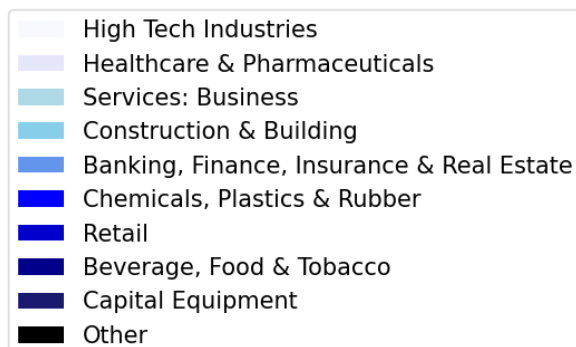 High Tech Industries
Healthcare & Pharmaceuticals
Services: Business
Construction & Building
Banking, Finance, Insurance & Real Estate
Chemicals, Plastics & Rubber
Retail
Beverage, Food & Tobacco
Capital Equipment
Other